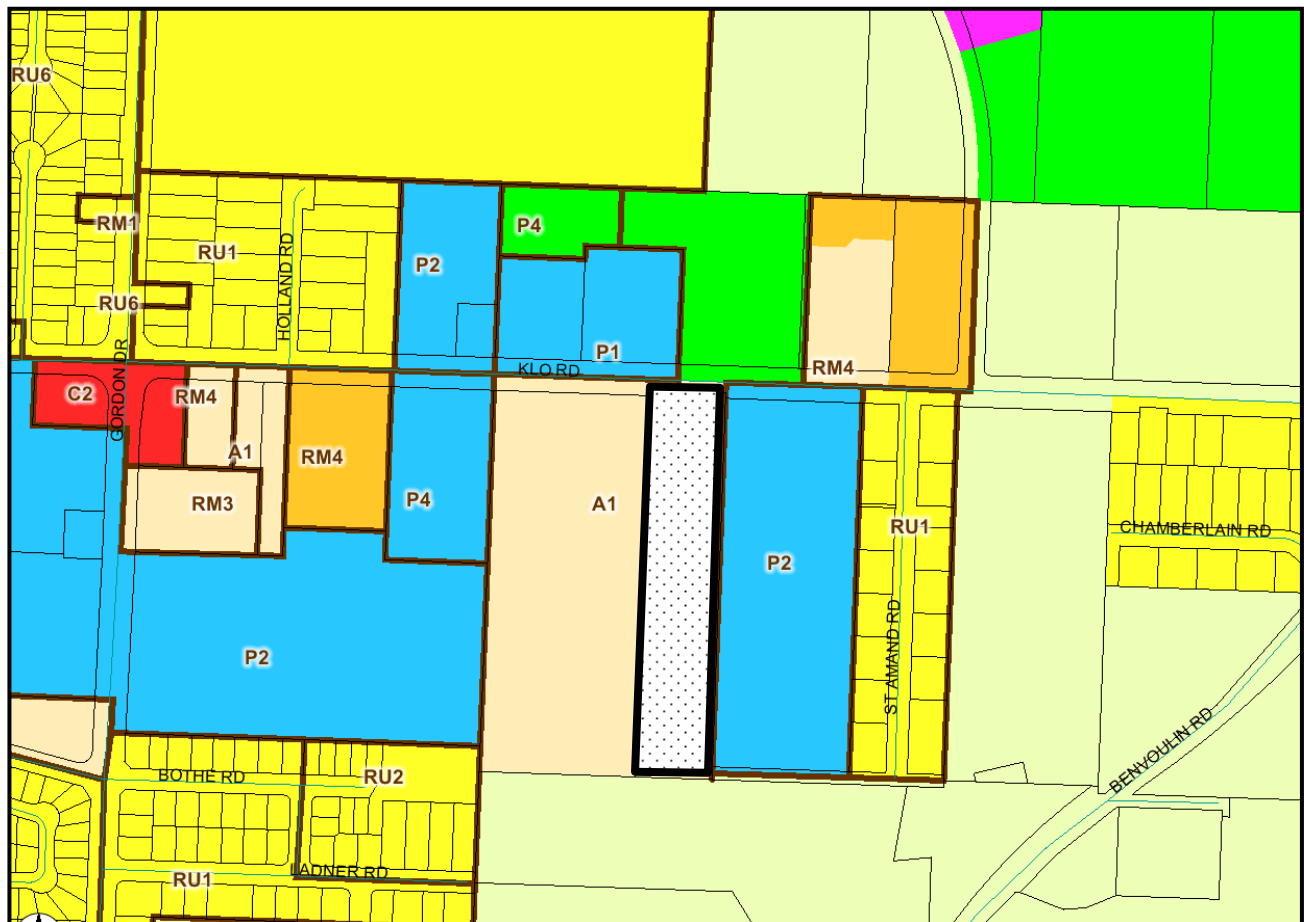 RU6
RM1
RU1
P2
P4
HOLLAND RD
RU6
P1
GORDON DR
KLO RD
RM4
C2
RM4
A1
RM4
RM3
P4
A1
RU1
CHAMBERLAIN RD
P2
P2
ST AMAND RD
BENVOULIN RD
BOTHE RD
RU2
LADNER RD
RU1